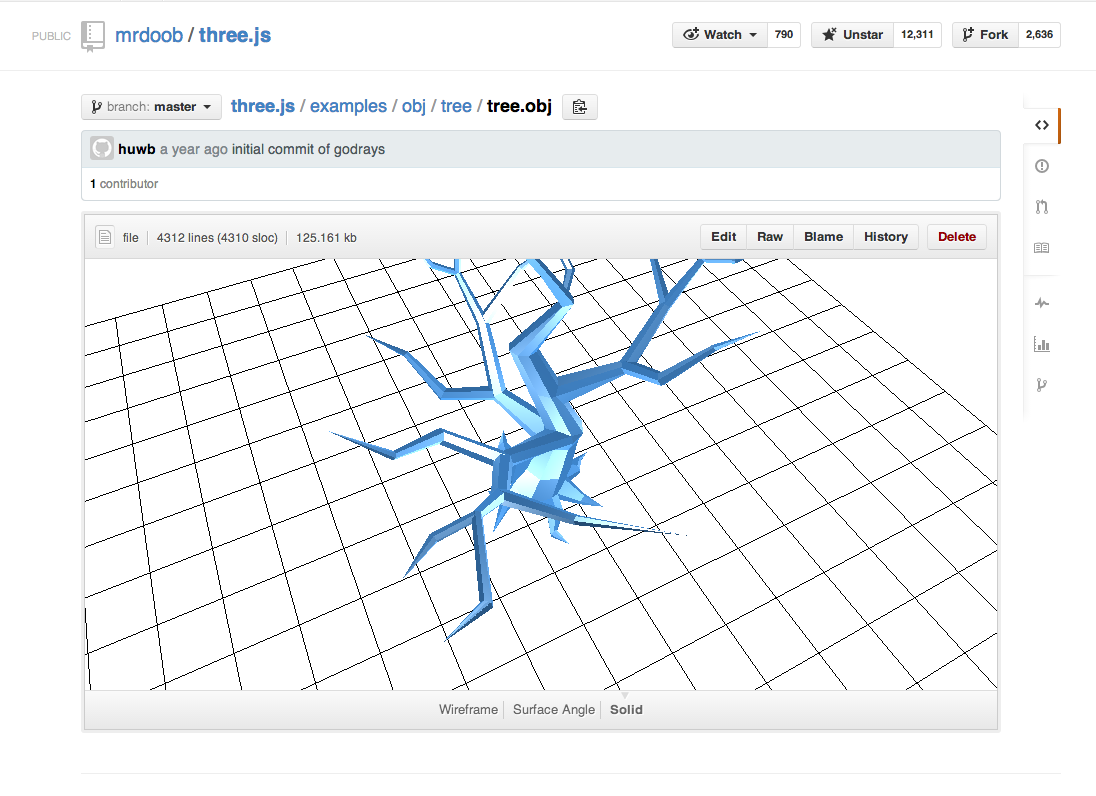 PUBLIC mrdoob / three.js Watch 790 Unstar 12,311 Fork 2,636
branch: master three.js / examples / obj / tree / tree.obj
huwb a year ago initial commit of godrays
1 contributor
file 4312 lines (4310 sloc) 125.161 kb Edit Raw Blame History Delete
Wireframe Surface Angle Solid